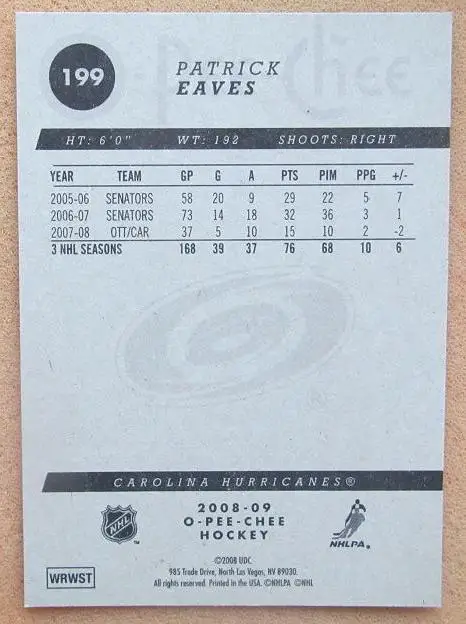 O-Pee-Chee
199
PATRICK
EAVES
HT: 6'0" WT: 192 SHOOTS: RIGHT
YEAR TEAM GP G A PTS PIM PPG +/-
2005-06 SENATORS 58 20 9 29 22 5 7
2006-07 SENATORS 73 14 18 32 36 3 1
2007-08 OTT/CAR 37 5 10 15 10 2 -2
3 NHL SEASONS 168 39 37 76 68 10 6
CAROLINA HURRICANES®
2008-09
O-PEE-CHEE
HOCKEY
NHL
TM
NHLPA®
©2008 UDC.
985 Trade Drive, North Las Vegas, NV 89030.
All rights reserved. Printed in the USA. ©NHLPA ©NHL
WRWST